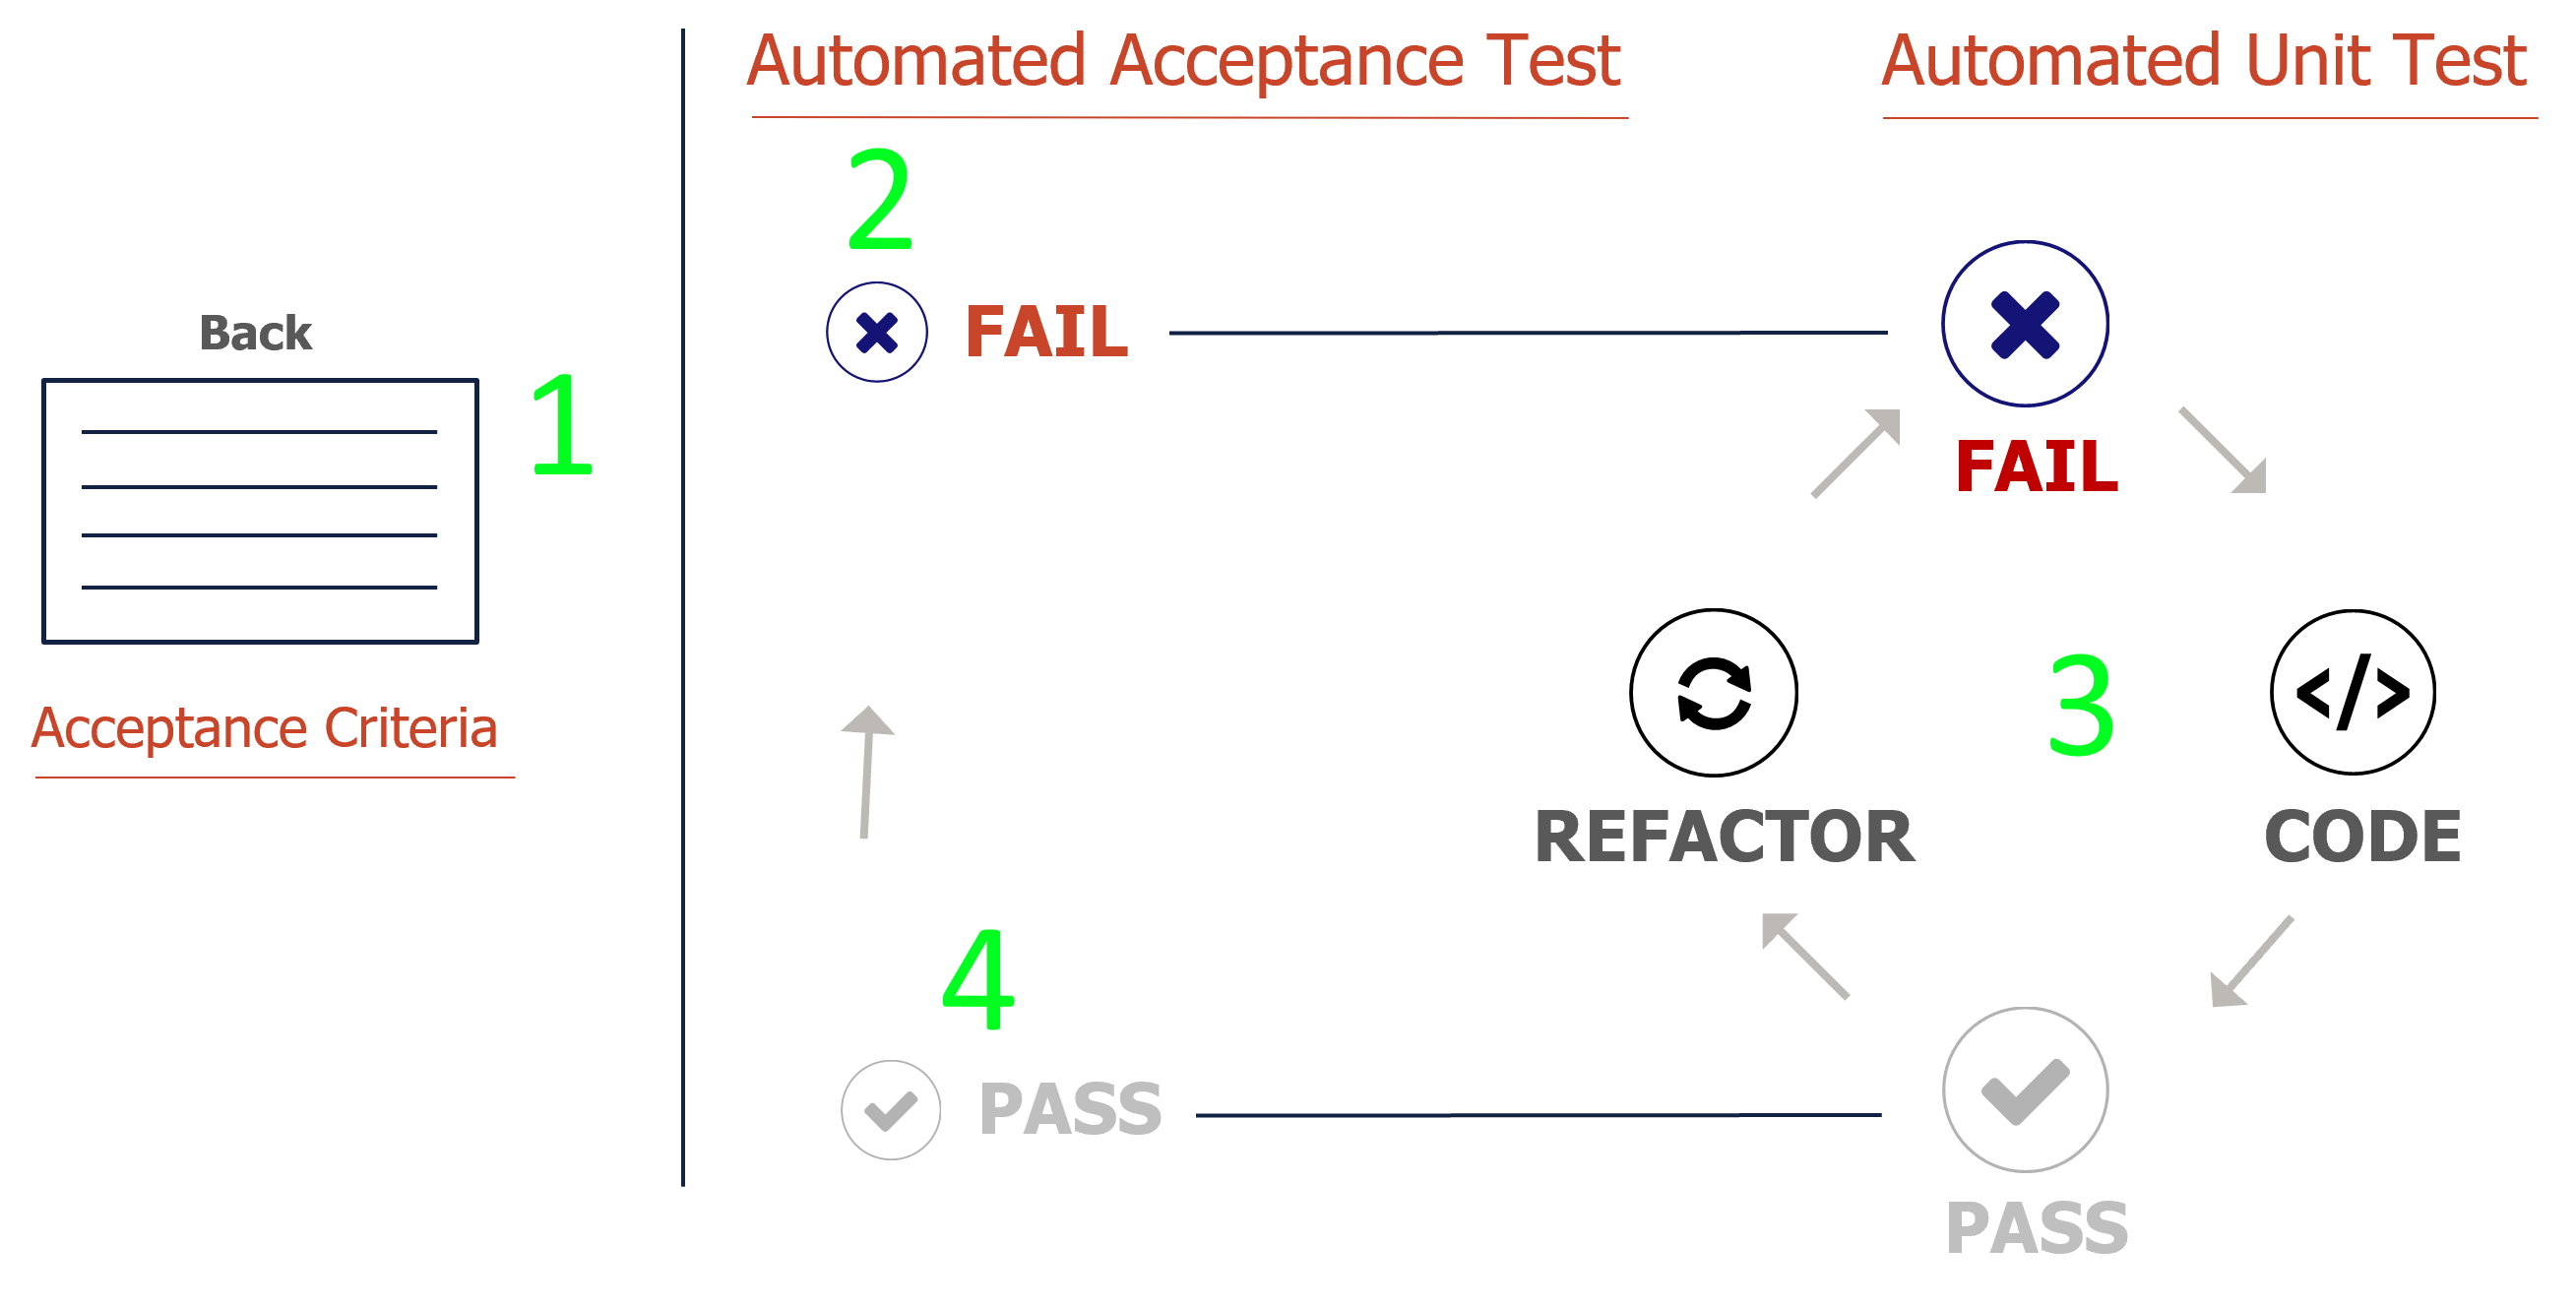 Automated Acceptance Test
Automated Unit Test
2
FAIL
Back
1
FAIL
Acceptance Criteria
3
</>
REFACTOR
CODE
4
PASS
PASS